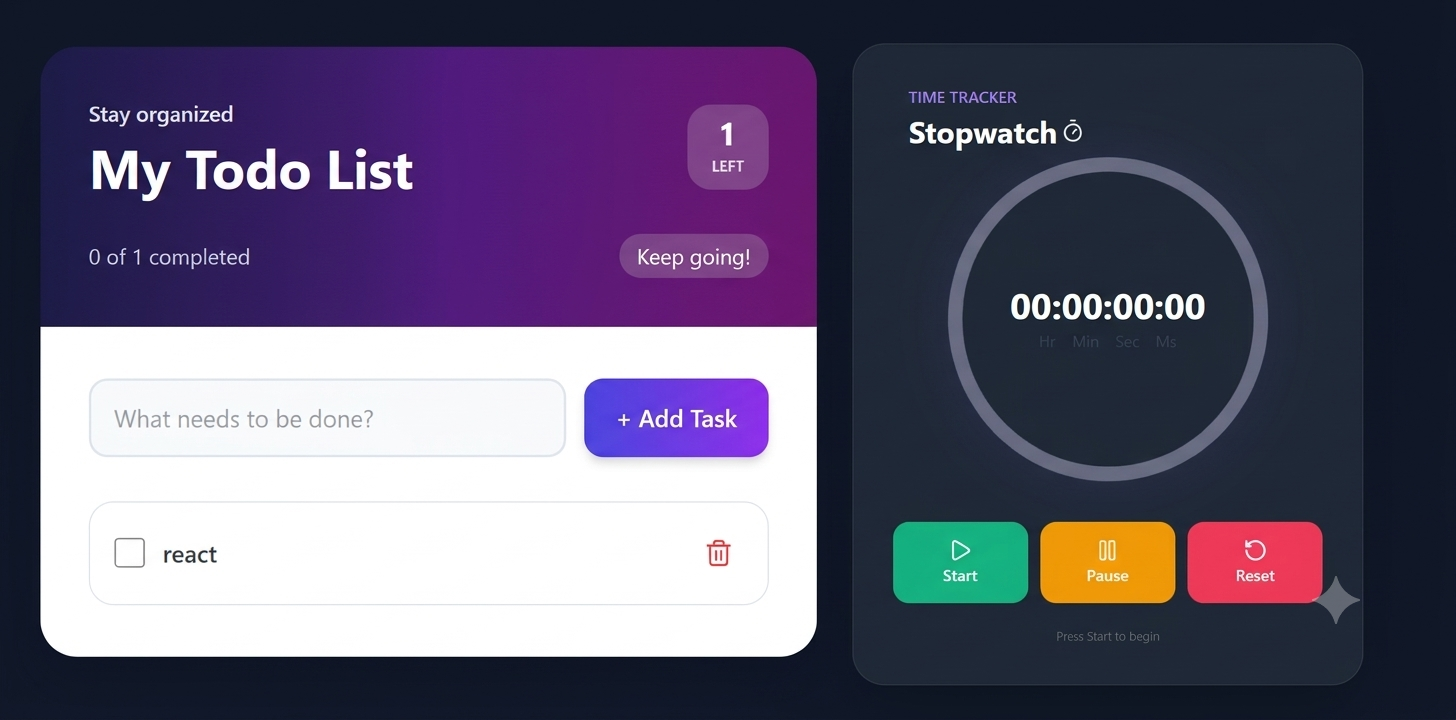 Stay organized
My Todo List
1
LEFT
0 of 1 completed
Keep going!
What needs to be done?
+ Add Task
react
TIME TRACKER
Stopwatch
00:00:00:00
Hr Min Sec Ms
Start
Pause
Reset
Press Start to begin